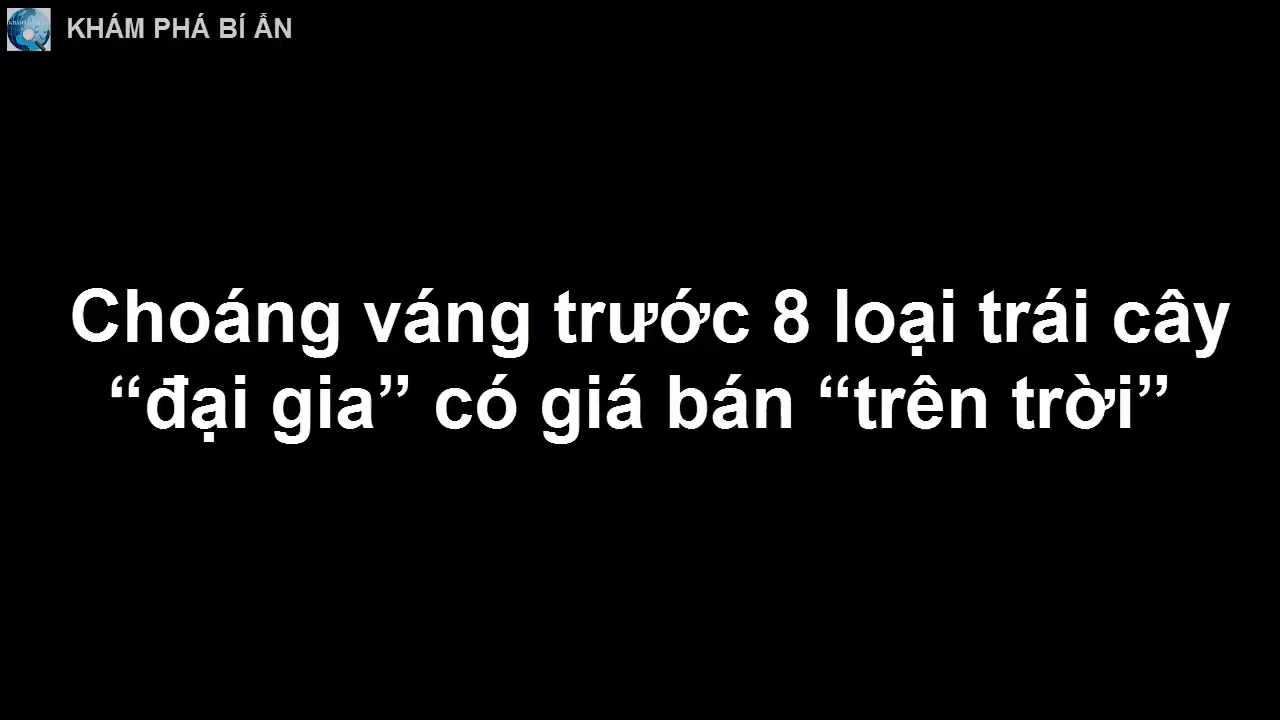 KHÁM PHÁ BÍ ẨN
Choáng váng trước 8 loại trái cây
“đại gia” có giá bán “trên trời”